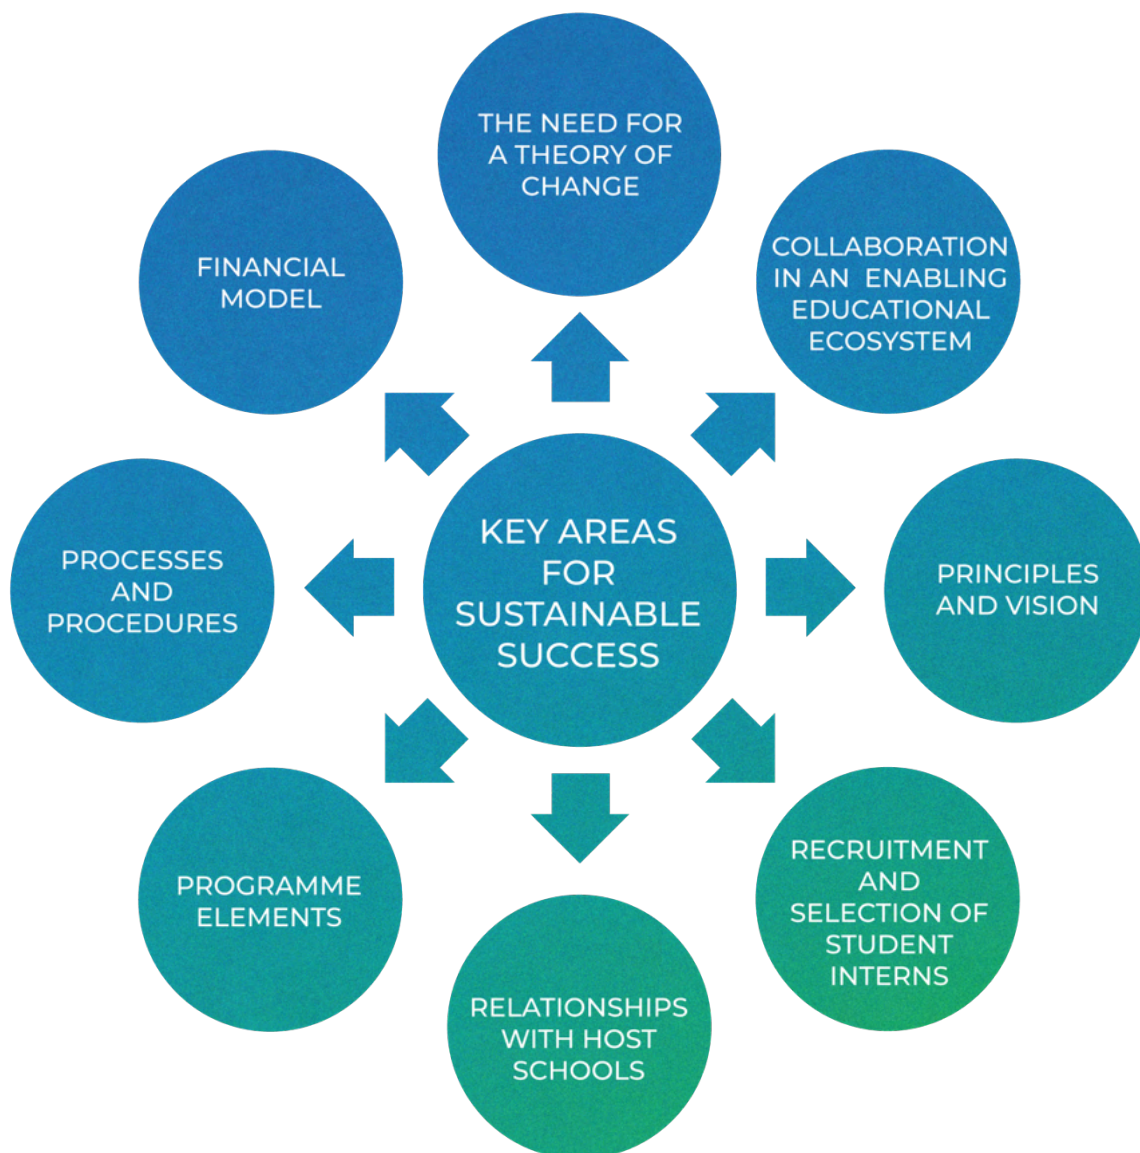 THE NEED FOR
A THEORY OF
CHANGE
COLLABORATION
IN AN ENABLING
EDUCATIONAL
ECOSYSTEM
PRINCIPLES
AND VISION
RECRUITMENT
AND
SELECTION OF
STUDENT
INTERNS
RELATIONSHIPS
WITH HOST
SCHOOLS
PROGRAMME
ELEMENTS
PROCESSES
AND
PROCEDURES
FINANCIAL
MODEL
KEY AREAS
FOR
SUSTAINABLE
SUCCESS